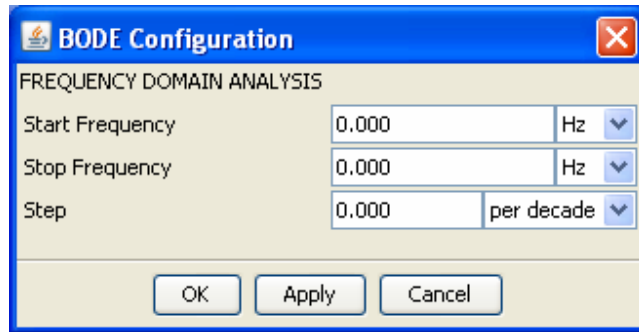 BODE Configuration
FREQUENCY DOMAIN ANALYSIS
Start Frequency 0.000 Hz
Stop Frequency 0.000 Hz
Step 0.000 per decade
OK Apply Cancel